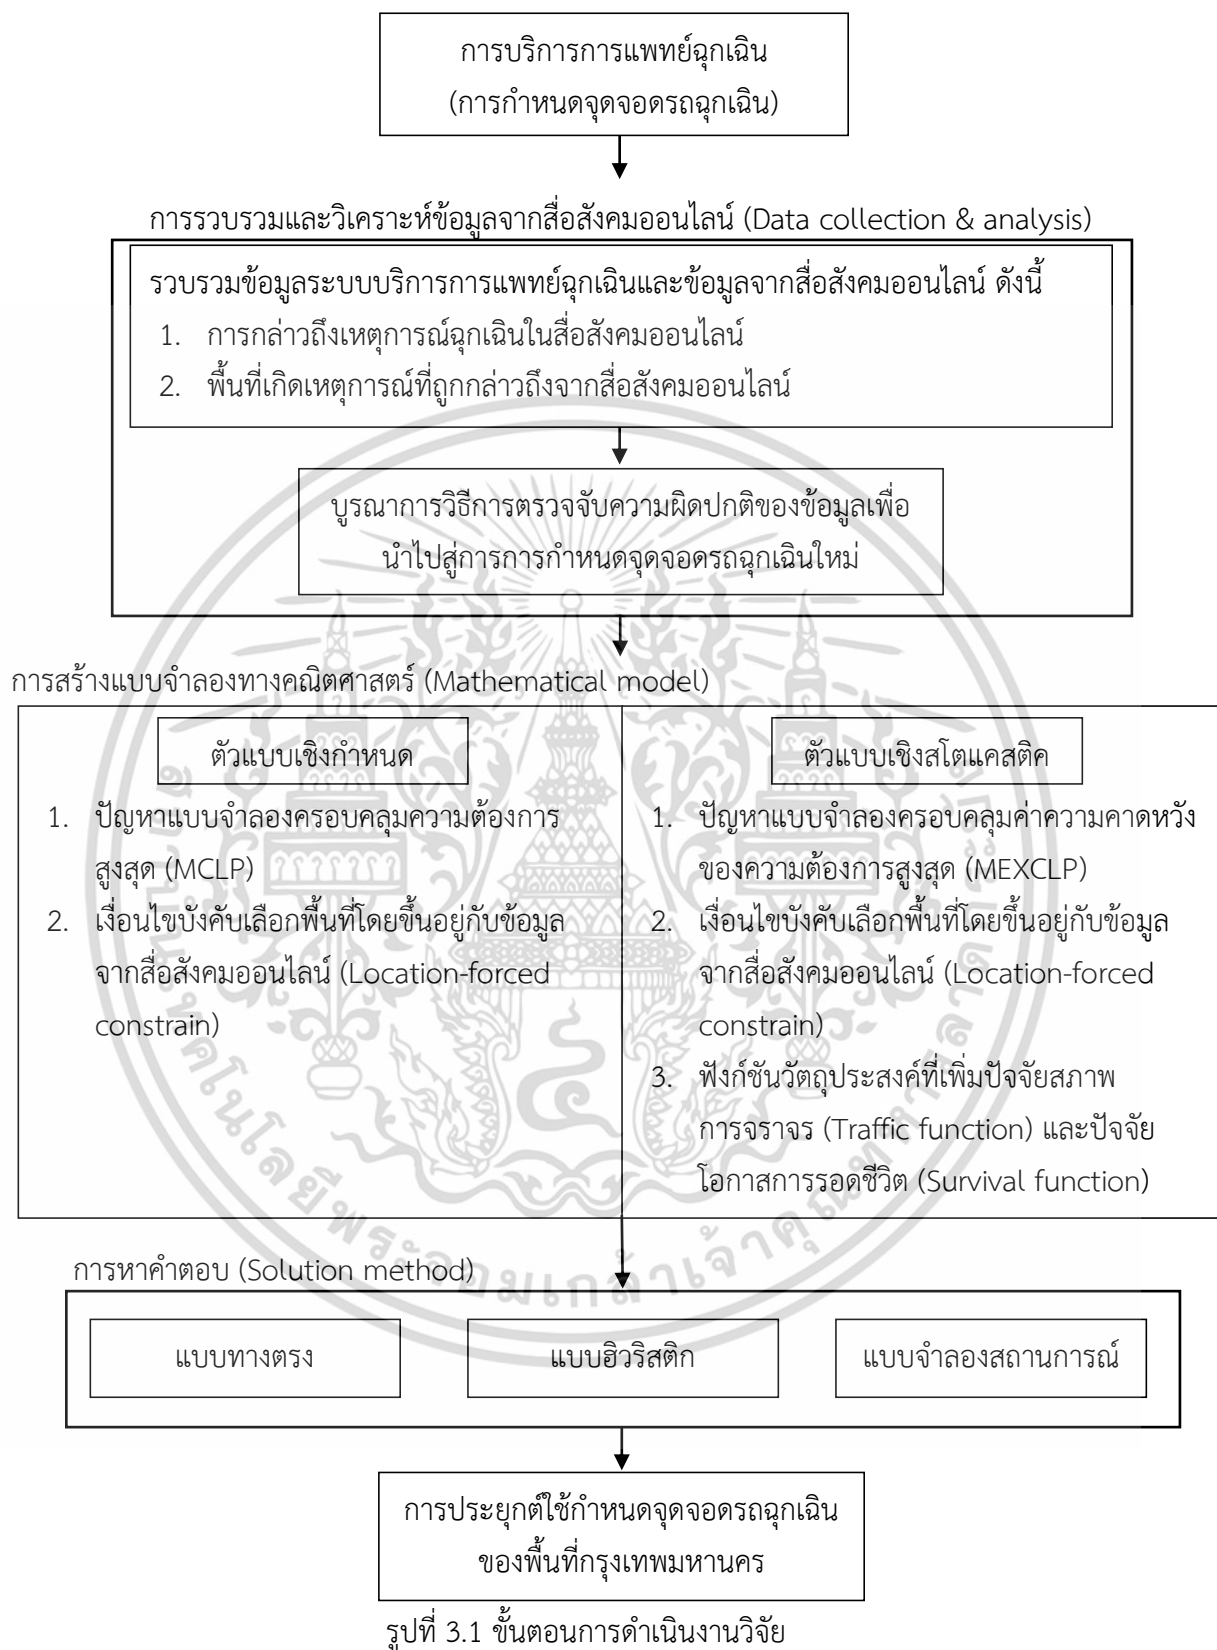 การบริการการแพทย์ฉุกเฉิน
(การกำหนดจุดจอดรถฉุกเฉิน)
การรวบรวมและวิเคราะห์ข้อมูลจากสื่อสังคมออนไลน์ (Data collection & analysis)
รวบรวมข้อมูลระบบบริการการแพทย์ฉุกเฉินและข้อมูลจากสื่อสังคมออนไลน์ ดังนี้
1. การกล่าวถึงเหตุการณ์ฉุกเฉินในสื่อสังคมออนไลน์
2. พื้นที่เกิดเหตุการณ์ที่ถูกกล่าวถึงจากสื่อสังคมออนไลน์
บูรณาการวิธีการตรวจจับความผิดปกติของข้อมูลเพื่อ
นำไปสู่การการกำหนดจุดจอดรถฉุกเฉินใหม่
การสร้างแบบจำลองทางคณิตศาสตร์ (Mathematical model)
ตัวแบบเชิงกำหนด
1. ปัญหาแบบจำลองครอบคลุมความต้องการ
สูงสุด (MCLP)
2. เงื่อนไขบังคับเลือกพื้นที่โดยขึ้นอยู่กับข้อมูล
จากสื่อสังคมออนไลน์ (Location-forced
constrain)
ตัวแบบเชิงสโตแคสติค
1. ปัญหาแบบจำลองครอบคลุมค่าความคาดหวัง
ของความต้องการสูงสุด (MEXCLP)
2. เงื่อนไขบังคับเลือกพื้นที่โดยขึ้นอยู่กับข้อมูล
จากสื่อสังคมออนไลน์ (Location-forced
constrain)
3. ฟังก์ชันวัตถุประสงค์ที่เพิ่มปัจจัยสภาพ
การจราจร (Traffic function) และปัจจัย
โอกาสการรอดชีวิต (Survival function)
การหาคำตอบ (Solution method)
แบบทางตรง
แบบฮิวริสติก
แบบจำลองสถานการณ์
การประยุกต์ใช้กำหนดจุดจอดรถฉุกเฉิน
ของพื้นที่กรุงเทพมหานคร
รูปที่ 3.1 ขั้นตอนการดำเนินงานวิจัย